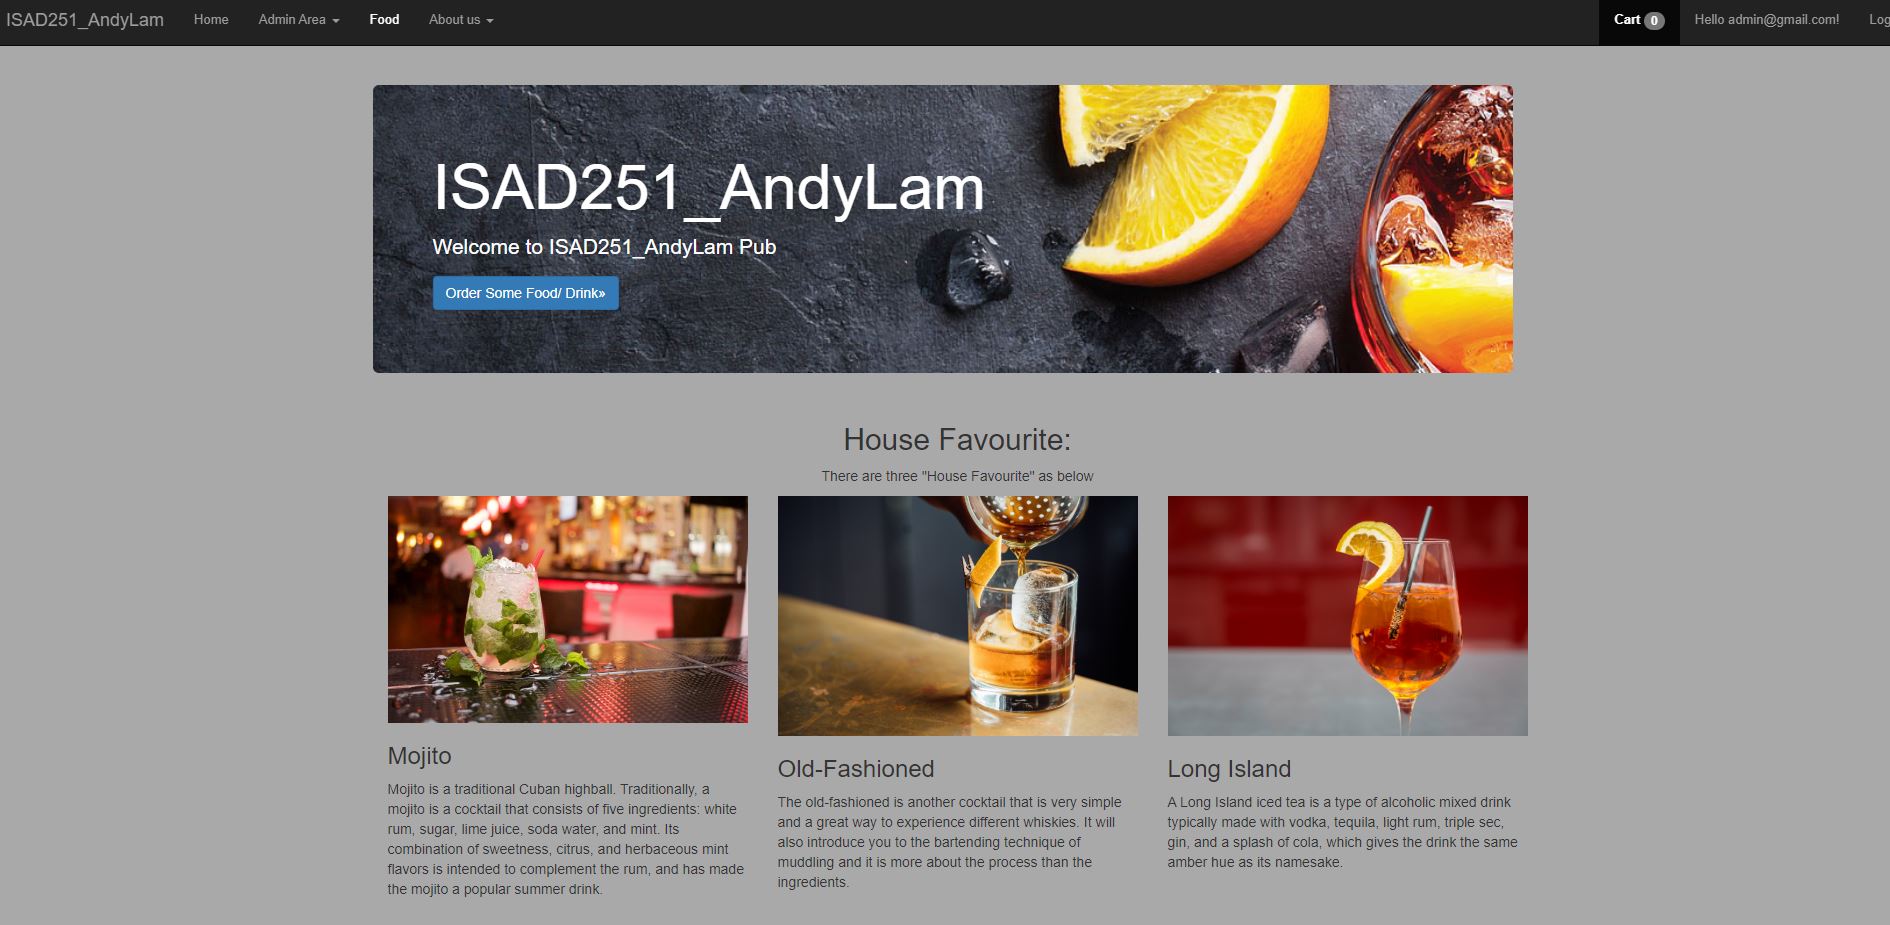 ISAD251_AndyLam Home Admin Area Food About us Cart 0 Hello admin@gmail.com!
ISAD251_AndyLam
Welcome to ISAD251_AndyLam Pub
Order Some Food/ Drink»
House Favourite:
There are three "House Favourite" as below
Mojito
Mojito is a traditional Cuban highball. Traditionally, a
mojito is a cocktail that consists of five ingredients: white
rum, sugar, lime juice, soda water, and mint. Its
combination of sweetness, citrus, and herbaceous mint
flavors is intended to complement the rum, and has made
the mojito a popular summer drink.
Old-Fashioned
The old-fashioned is another cocktail that is very simple
and a great way to experience different whiskies. It will
also introduce you to the bartending technique of
muddling and it is more about the process than the
ingredients.
Long Island
A Long Island iced tea is a type of alcoholic mixed drink
typically made with vodka, tequila, light rum, triple sec,
gin, and a splash of cola, which gives the drink the same
amber hue as its namesake.